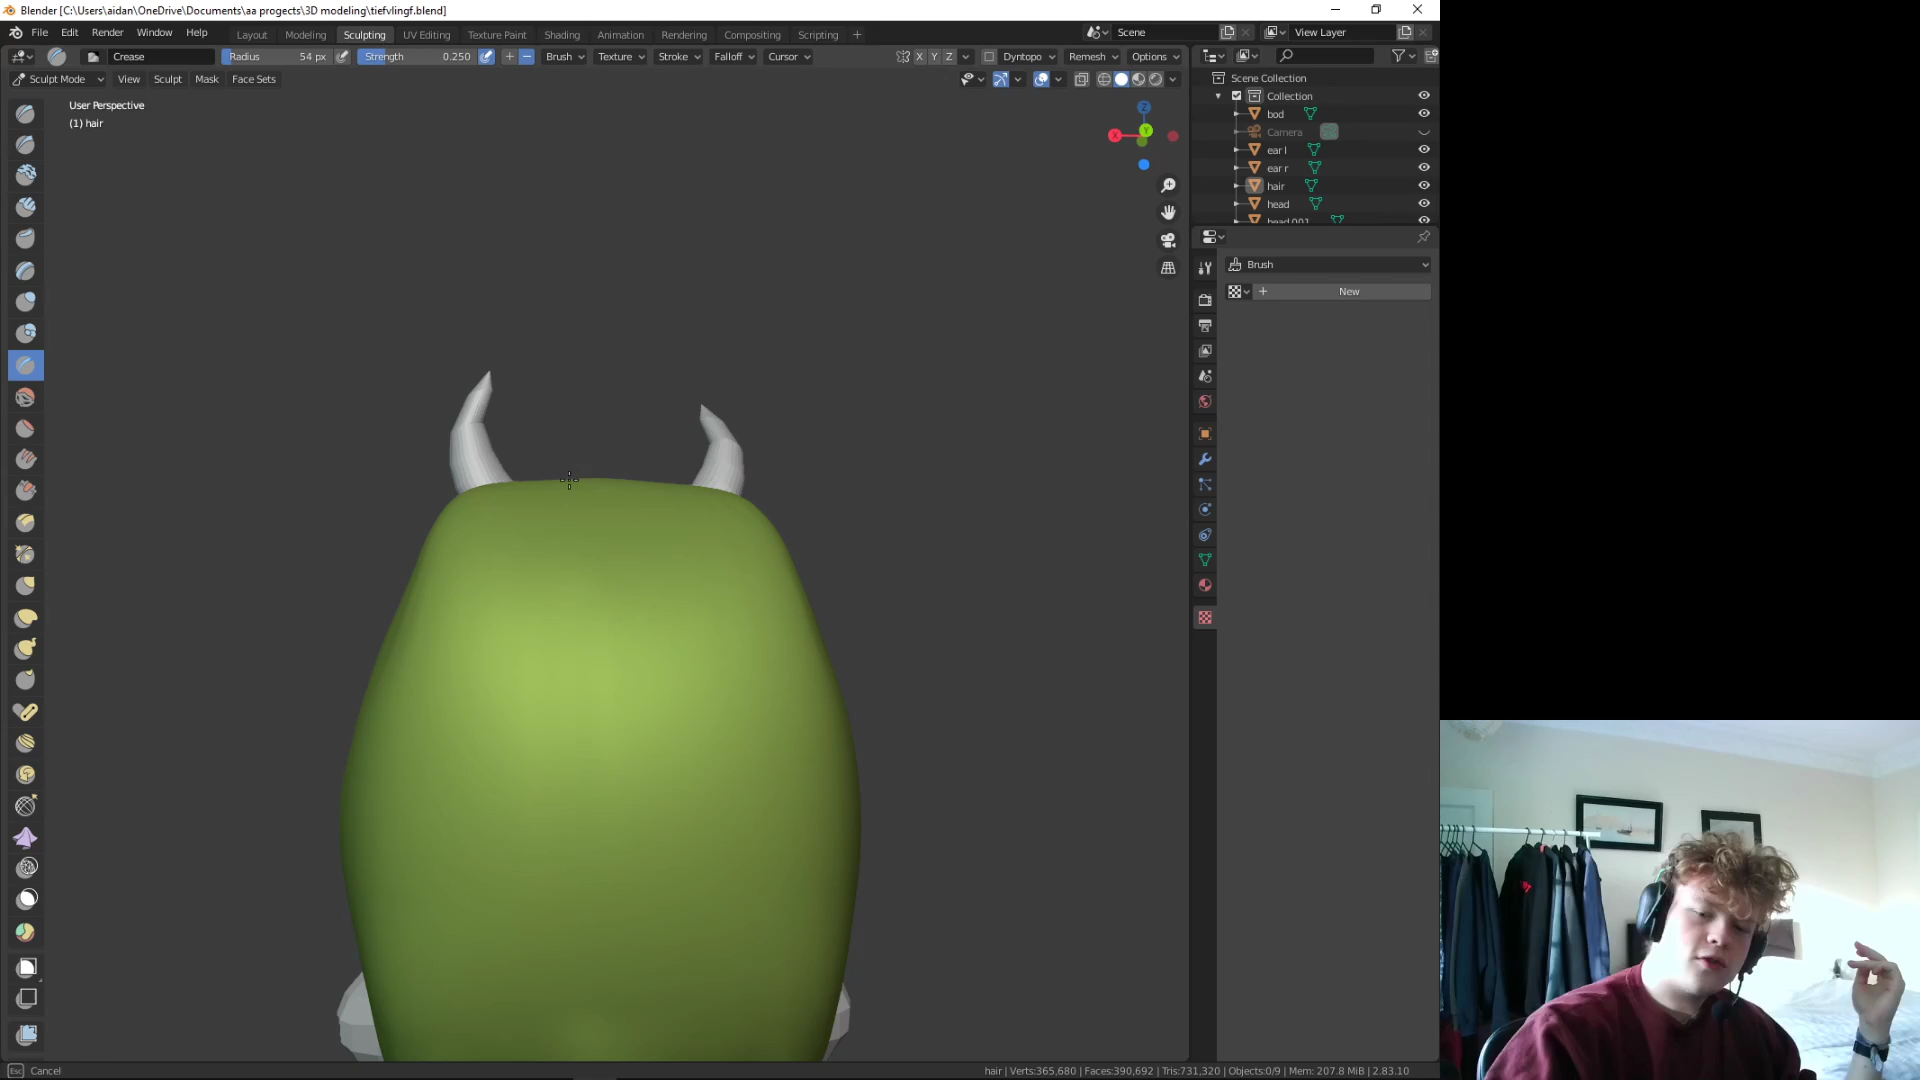 Blender [C:\Users\aidan\OneDrive\Documents\aa progects\3D modeling\tiefvlingf.blend]
File Edit Render Window Help Layout Modeling Sculpting UV Editing Texture Paint Shading Animation Rendering Compositing Scripting + Scene View Layer
Crease Radius 54 px Strength 0.250 Brush Texture Stroke Falloff Cursor X Y Z Dyntopo Remesh Options
Sculpt Mode View Sculpt Mask Face Sets
Scene Collection
Collection
bod
Camera
ear l
ear r
hair
head
head.001
User Perspective
(1) hair
Z
X
Y
Brush
+ New
Esc Cancel
hair | Verts:365,680 | Faces:390,692 | Tris:731,320 | Objects:0/9 | Mem: 207.8 MiB | 2.83.10